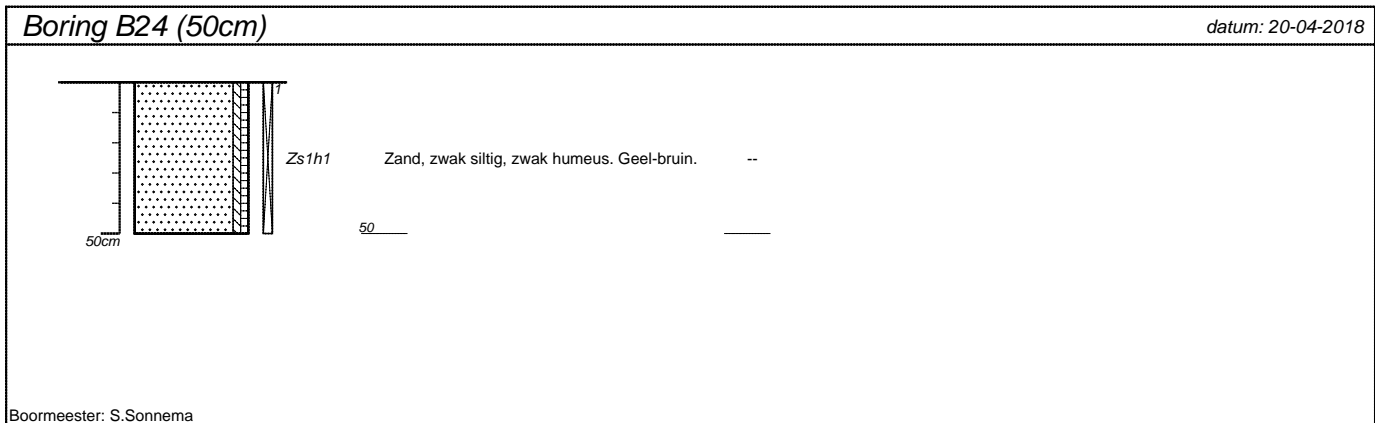 Boring B24 (50cm)
datum: 20-04-2018
1
Zs1h1 Zand, zwak siltig, zwak humeus. Geel-bruin. --
50
50cm
Boormeester: S.Sonnema